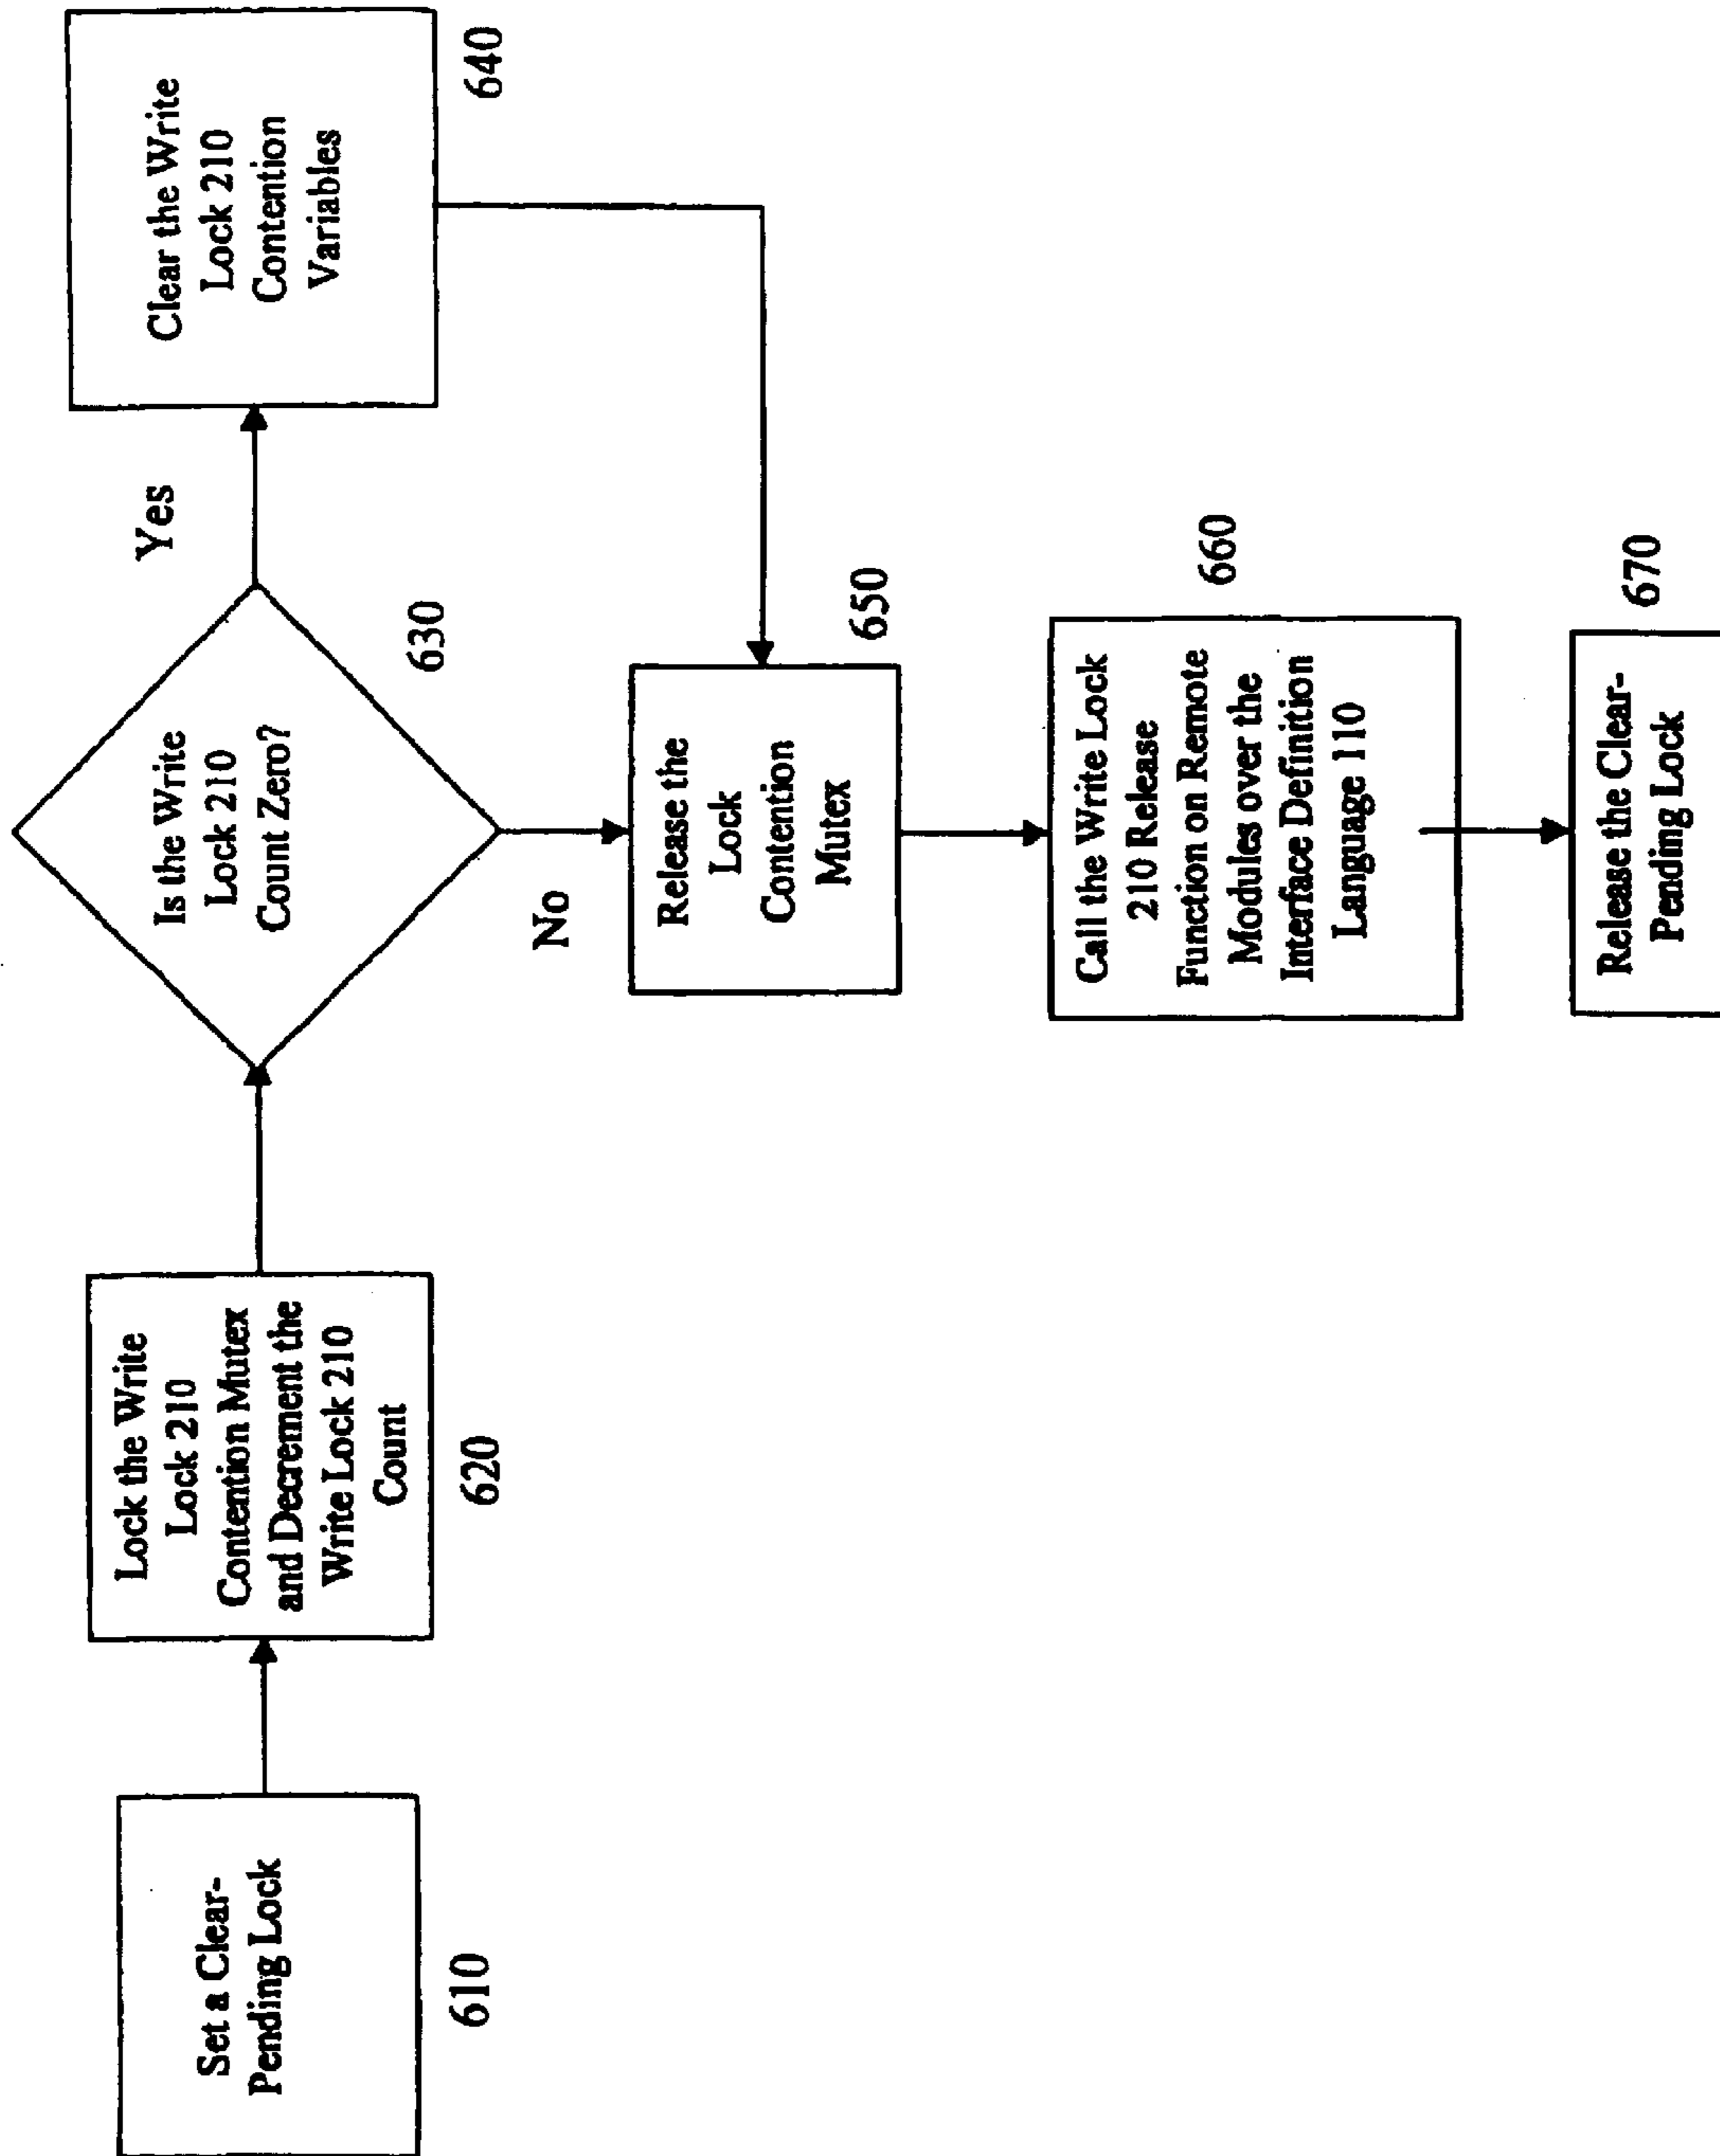 Set a Clear-
Pending Lock
610
Lock the Write
Lock 210
Contention Mutex
and Decrement the
Write Lock 210
Count
620
Is the Write
Lock 210
Count Zero?
630
Yes
Clear the Write
Lock 210
Contention
Variables
640
No
Release the
Lock
Contention
Mutex
650
Call the Write Lock
210 Release
Function on Remote
Modules over the
Interface Definition
Language 110
660
Release the Clear-
Pending Lock
670